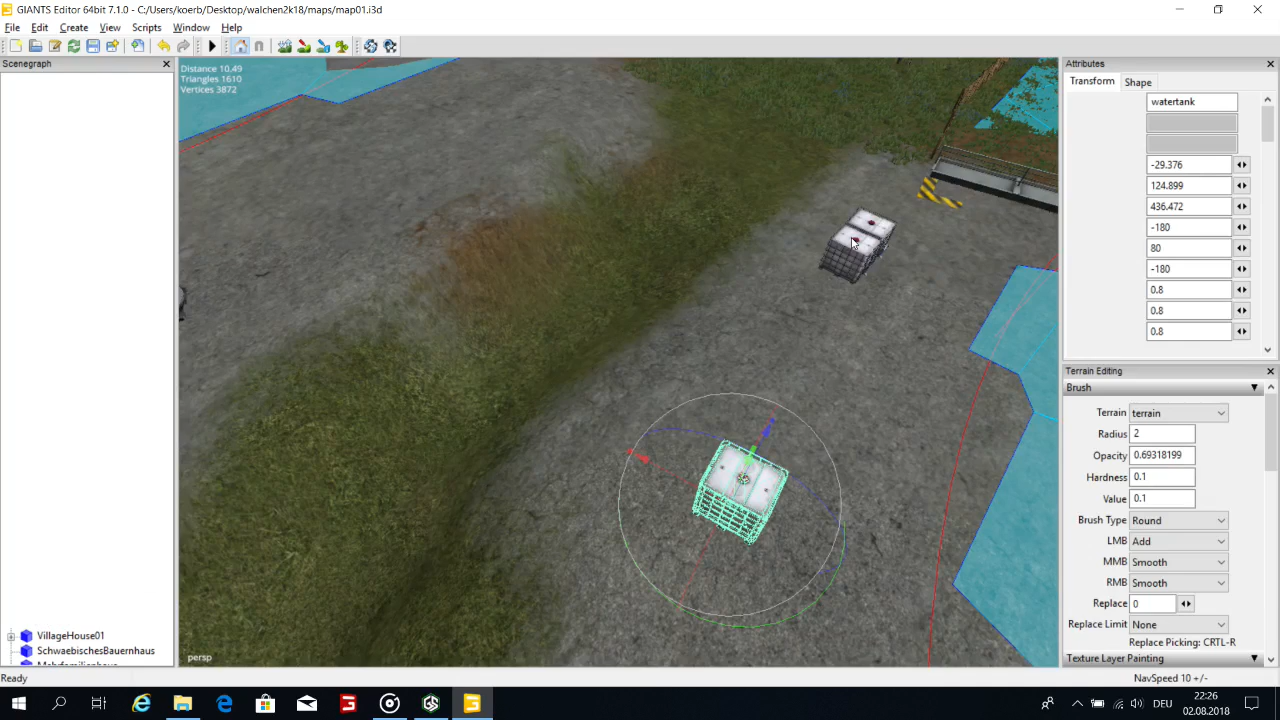 GIANTS Editor 64bit 7.1.0 - C:/Users/koerb/Desktop/walchen2k18/maps/map01.i3d
File Edit Create View Scripts Window Help
Scenegraph
Distance 10,49
Triangles 1610
Vertices 3872
Attributes
Transform Shape
watertank
-29.376
124.899
436.472
-180
80
-180
0.8
0.8
0.8
Terrain Editing
Brush
Terrain terrain
Radius 2
Opacity 0.69318199
Hardness 0.1
Value 0.1
Brush Type Round
LMB Add
MMB Smooth
RMB Smooth
Replace 0
Replace Limit None
Replace Picking: CRTL-R
Texture Layer Painting
VillageHouse01
SchwaebischesBauernhaus
Mehrfamilienhaus
persp
Ready
NavSpeed 10 +/-
DEU
22:26
02.08.2018